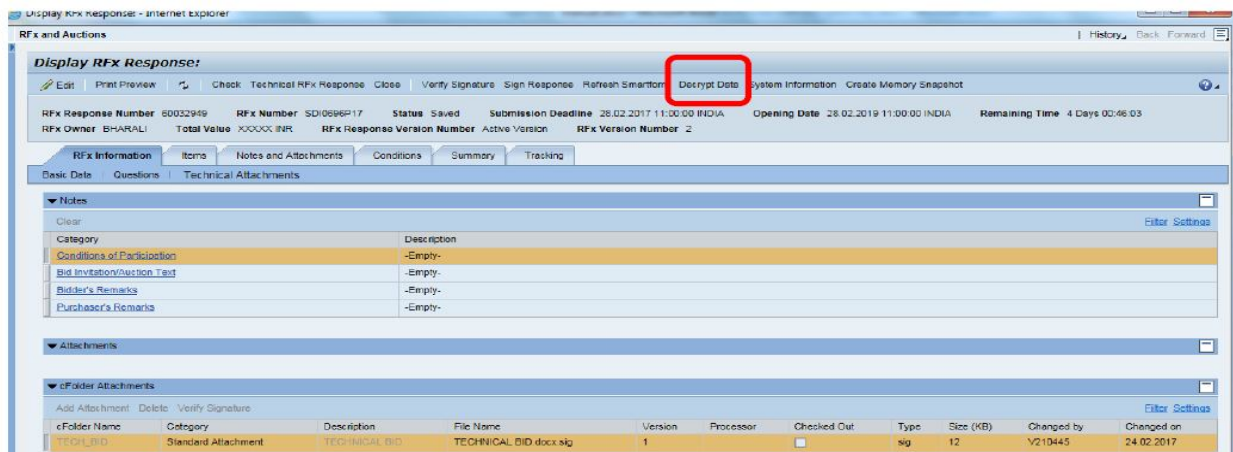 Display RFx Response: - Internet Explorer
RFx and Auctions | History Back Forward
Display RFx Response:
Edit | Print Preview | Check Technical RFx Response Close | Verify Signature Sign Response Refresh Smartform Decrypt Data System Information Create Memory Snapshot
RFx Response Number 60032949 RFx Number SDI0696P17 Status Saved Submission Deadline 28.02.2017 11:00:00 INDIA Opening Date 28.02.2019 11:00:00 INDIA Remaining Time 4 Days 00:46:03
RFx Owner BHARALI Total Value XXXXX INR RFx Response Version Number Active Version RFx Version Number 2
RFx Information Items Notes and Attachments Conditions Summary Tracking
Basic Data | Questions | Technical Attachments
Notes
Clear Filter Settings
Category Description
Conditions of Participation -Empty-
Bid Invitation/Auction Text -Empty-
Bidder's Remarks -Empty-
Purchaser's Remarks -Empty-
Attachments
cFolder Attachments
Add Attachment Delete Verify Signature Filter Settings
cFolder Name Category Description File Name Version Processor Checked Out Type Size (KB) Changed by Changed on
TECH_BID Standard Attachment TECHNICAL BID TECHNICAL BID.docx.sig 1 sig 12 V210445 24.02.2017